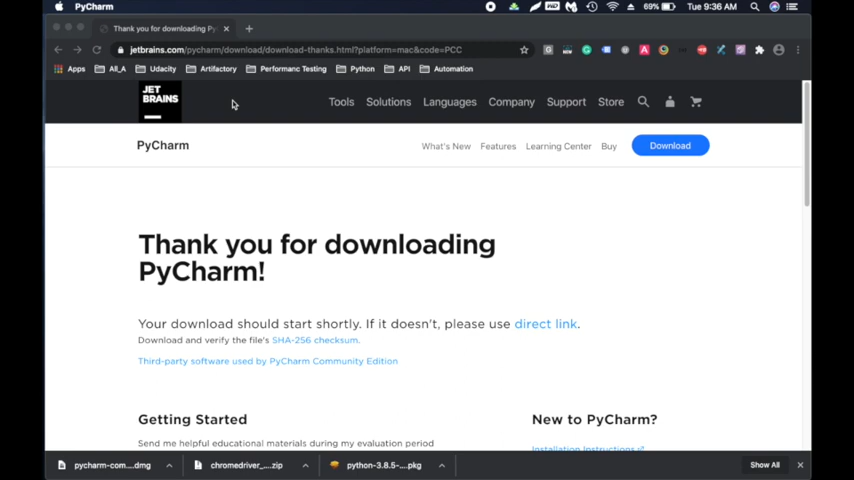 PyCharm
69%
Tue 9:36 AM
Thank you for downloading Py
jetbrains.com/pycharm/download/download-thanks.html?platform=mac&code=PCC
Apps
All_A
Udacity
Artifactory
Performanc Testing
Python
API
Automation
JET
BRAINS
Tools
Solutions
Languages
Company
Support
Store
PyCharm
What's New
Features
Learning Center
Buy
Download
Thank you for downloading
PyCharm!
Your download should start shortly. If it doesn't, please use direct link.
Download and verify the file's SHA-256 checksum.
Third-party software used by PyCharm Community Edition
Getting Started
New to PyCharm?
Send me helpful educational materials during my evaluation period
Installation Instructions
pycharm-com....dmg
chromedriver_....zip
python-3.8.5-....pkg
Show All